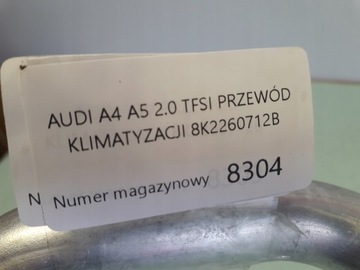 AUDI A4 A5 2.0 TFSI PRZEWÓD
KLIMATYZACJI 8K2260712B
N
Numer magazynowy 8304